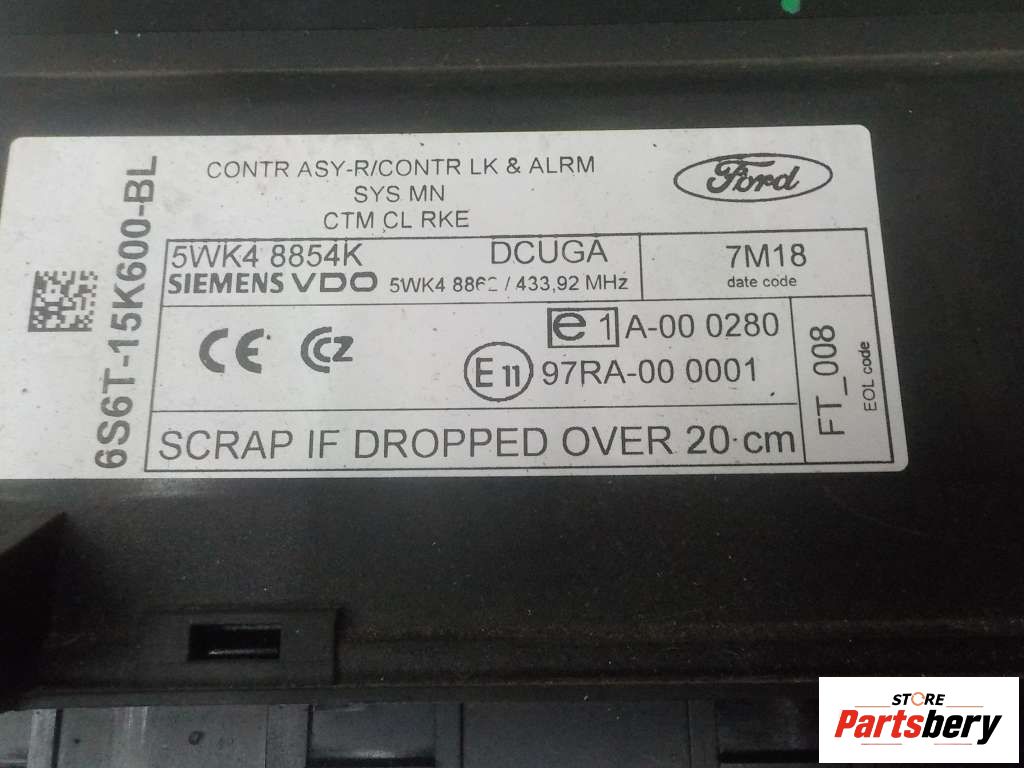 CONTR ASY-R/CONTR LK & ALRM
SYS MN
CTM CL RKE
Ford
6S6T-15K600-BL
5WK4 8854K DCUGA
7M18
SIEMENS VDO / 433,92 MHz
5WK4
date code
CE CCZ
e 1 A-00 0280
E 11 97RA-00 0001
FT_008
EOL code
SCRAP IF DROPPED OVER 20 cm
STORE
Partsbery